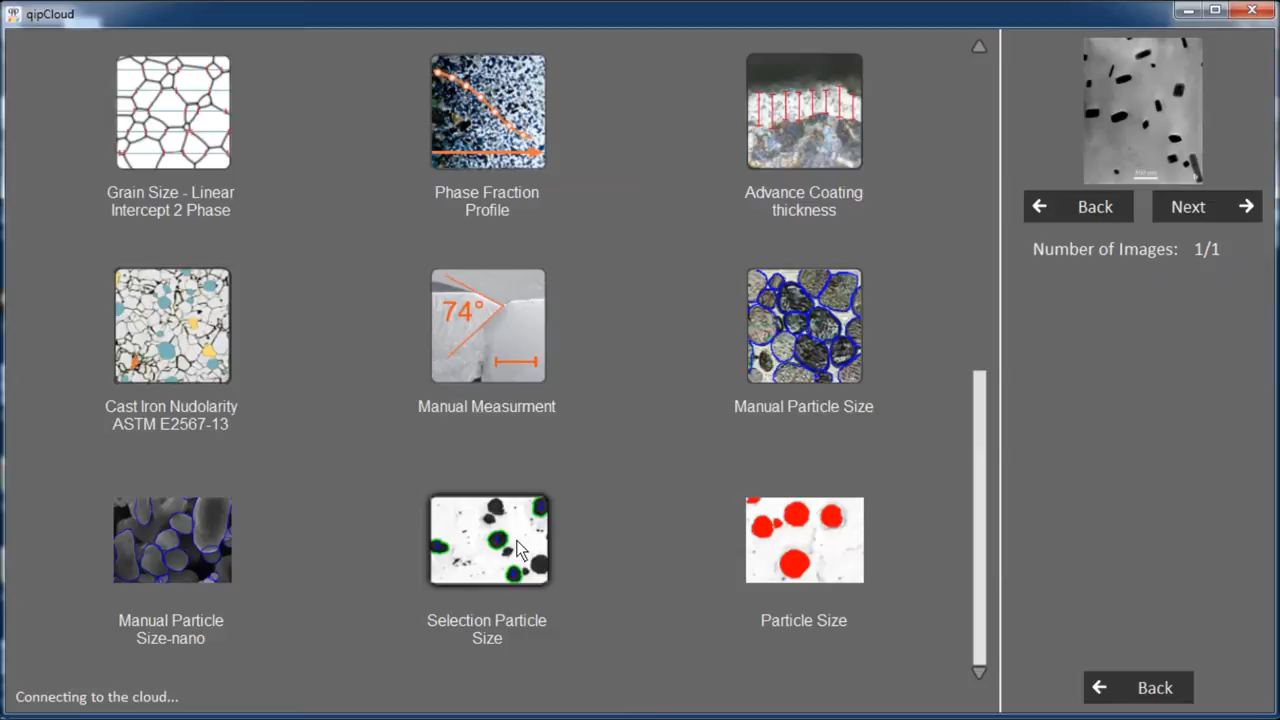 qipCloud
Grain Size - Linear
Intercept 2 Phase
Phase Fraction
Profile
Advance Coating
thickness
Cast Iron Nudolarity
ASTM E2567-13
74°
Manual Measurment
Manual Particle Size
Manual Particle
Size-nano
Selection Particle
Size
Particle Size
Connecting to the cloud...
Back
Next
Number of Images: 1/1
Back